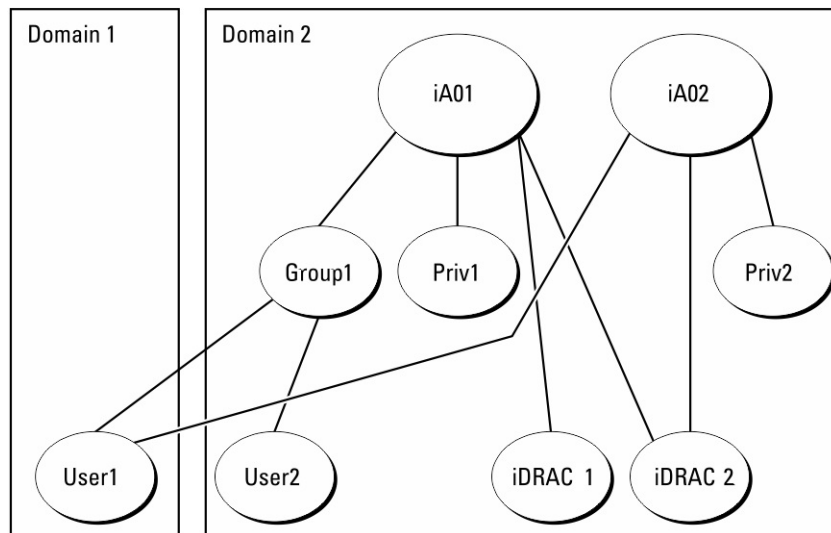 Domain 1
Domain 2
iA01
iA02
Group1
Priv1
Priv2
User1
User2
iDRAC 1
iDRAC 2